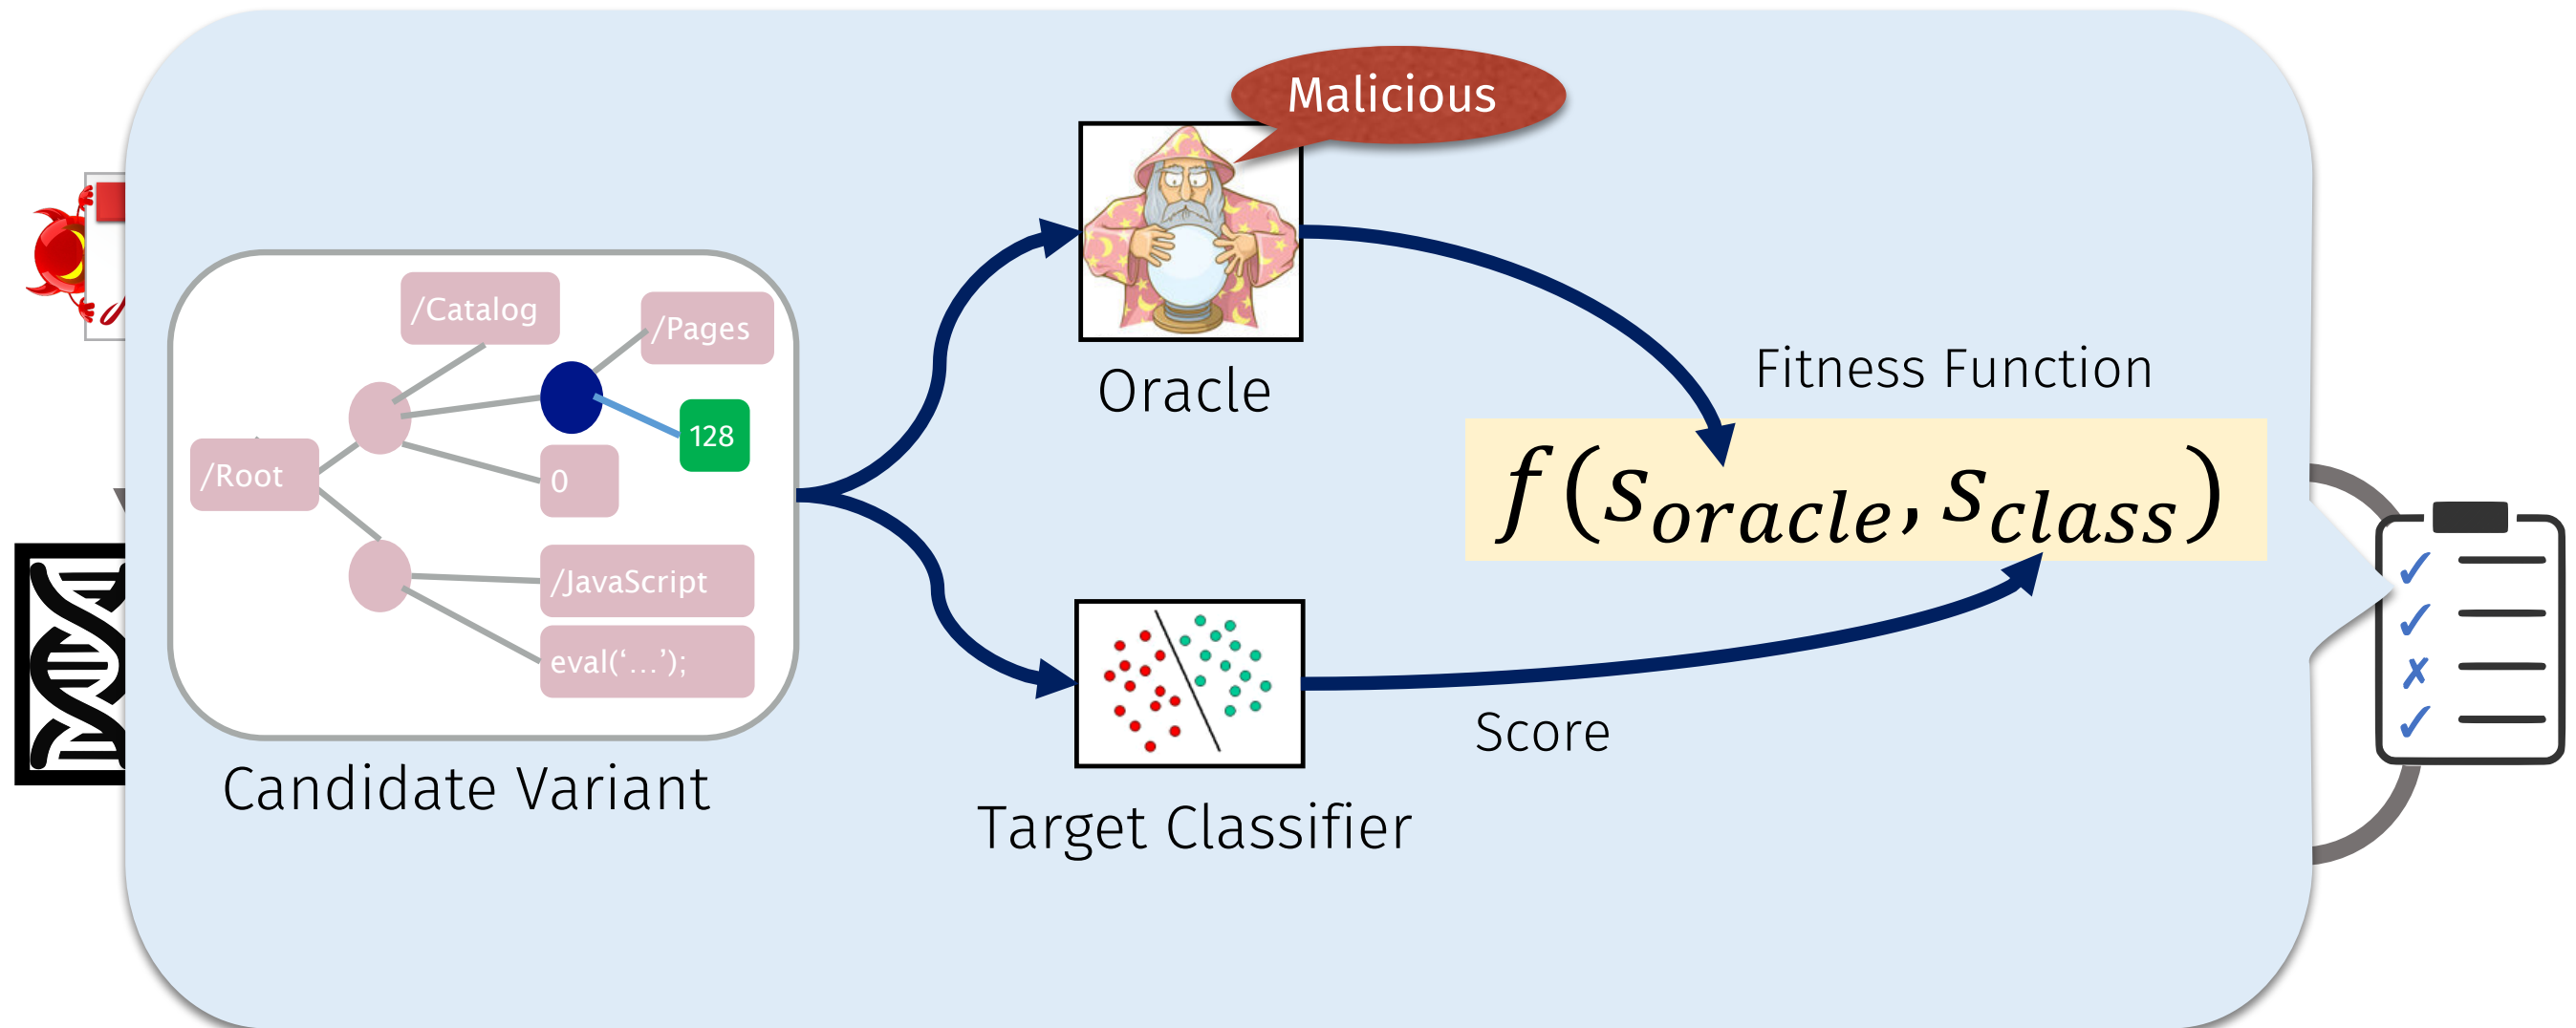 Malicious
/Catalog
/Pages
128
/Root
0
/JavaScript
eval(‘...’);
Candidate Variant
Oracle
Target Classifier
Score
Fitness Function
f(s_oracle, s_class)